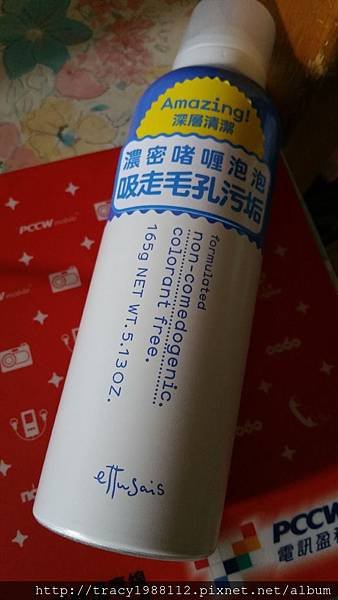 Amazing!
深層清潔
濃密啫喱泡泡
吸走毛孔污垢
formulated
non-comedogenic.
colorant free.
165g NET WT.5.13OZ.
ettusais
PCCW mobile
PCCW
電訊盈科
http://tracy1988112.pixnet.net/album